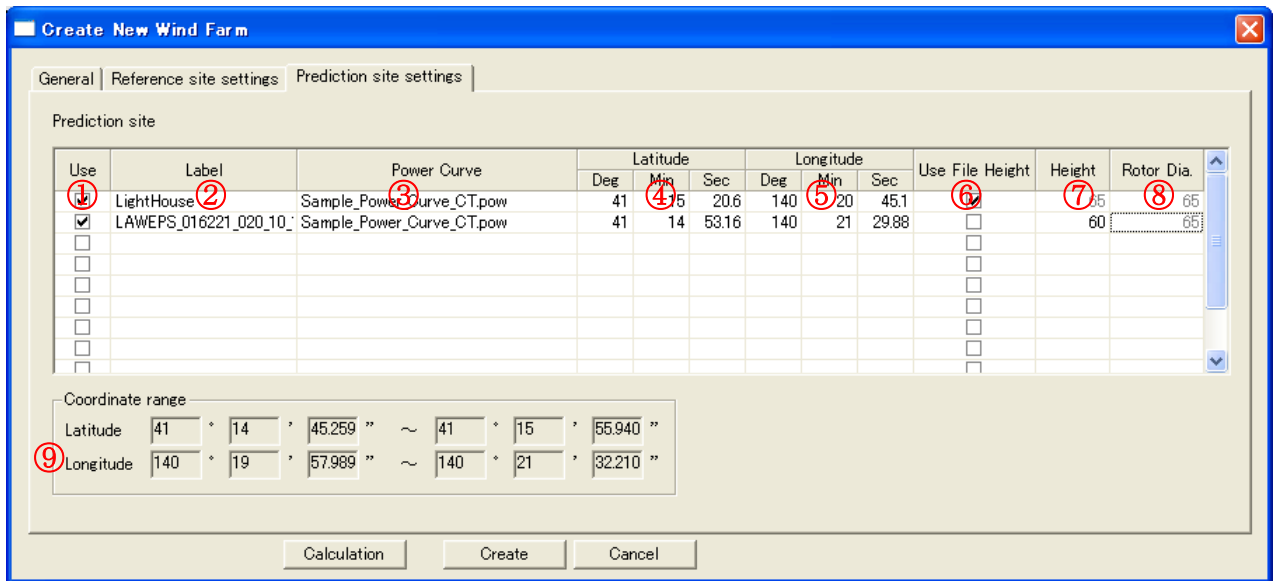 Create New Wind Farm
General Reference site settings Prediction site settings
Prediction site
Use Label Power Curve Latitude Longitude Use File Height Height Rotor Dia.
Deg Min Sec Deg Min Sec
① ② ③ ④ ⑤ ⑥ ⑦ ⑧
LightHouse Sample_Power_Curve_CT.pow 41 15 20.6 140 20 45.1 65 65
LAWEPS_016221_020_10_ Sample_Power_Curve_CT.pow 41 14 53.16 140 21 29.88 60 65
Coordinate range
Latitude 41 ° 14 ' 45.259 " ~ 41 ° 15 ' 55.940 "
⑨ Longitude 140 ° 19 ' 57.989 " ~ 140 ° 21 ' 32.210 "
Calculation Create Cancel